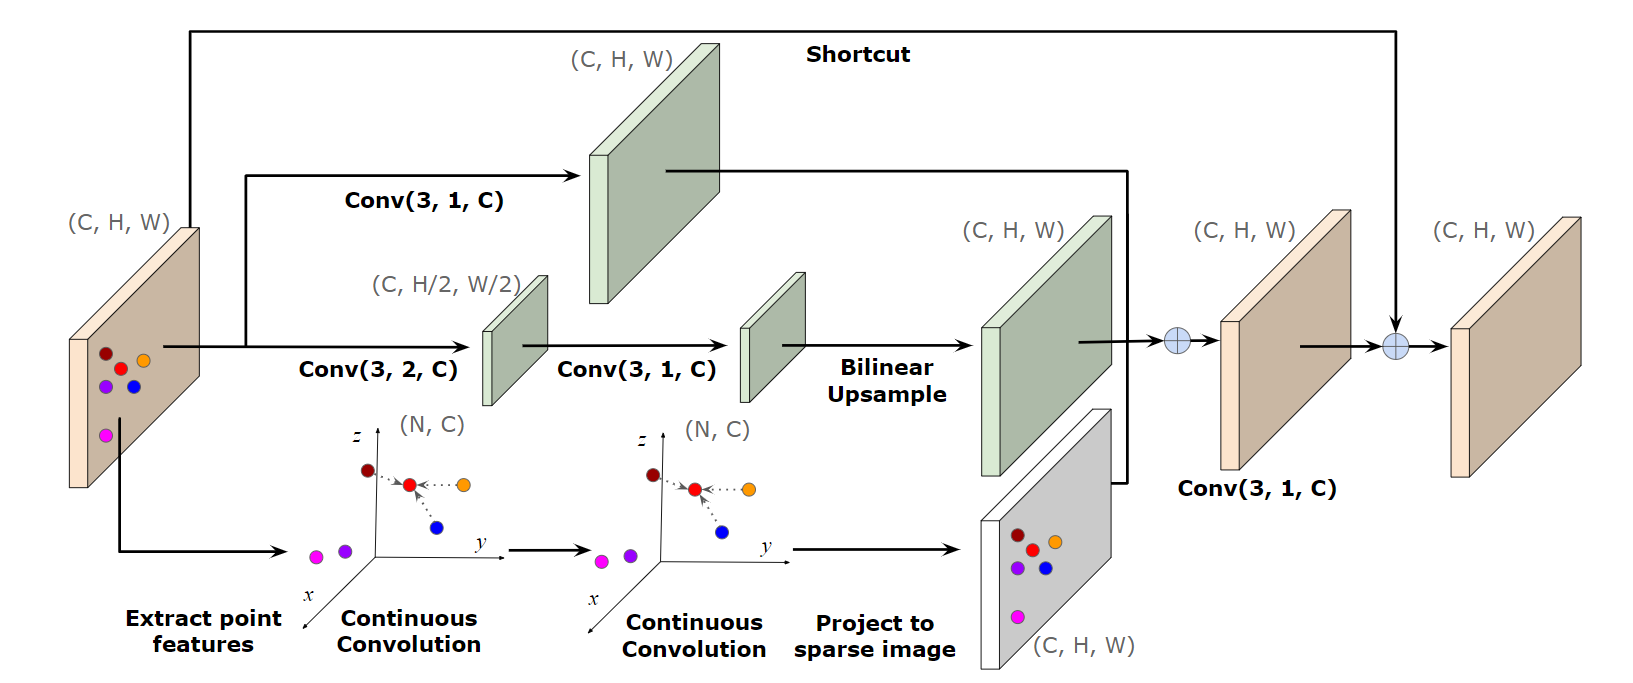 Shortcut
(C, H, W)
Conv(3, 1, C)
(C, H, W)
(C, H/2, W/2)
Conv(3, 2, C)
Conv(3, 1, C)
Bilinear
Upsample
(C, H, W)
(C, H, W)
(C, H, W)
Conv(3, 1, C)
z
(N, C)
y
x
z
(N, C)
y
x
Extract point
features
Continuous
Convolution
Continuous
Convolution
Project to
sparse image
(C, H, W)